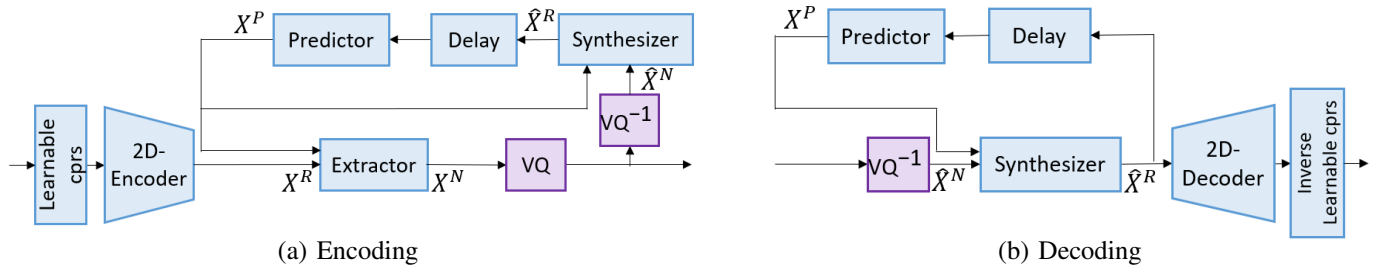 X^P
Predictor
Delay
X̂^R
Synthesizer
X̂^N
VQ⁻¹
Learnable
cprs
2D-
Encoder
X^R
Extractor
X^N
VQ
(a) Encoding
X^P
Predictor
Delay
VQ⁻¹
X̂^N
Synthesizer
X̂^R
2D-
Decoder
Inverse
Learnable cprs
(b) Decoding